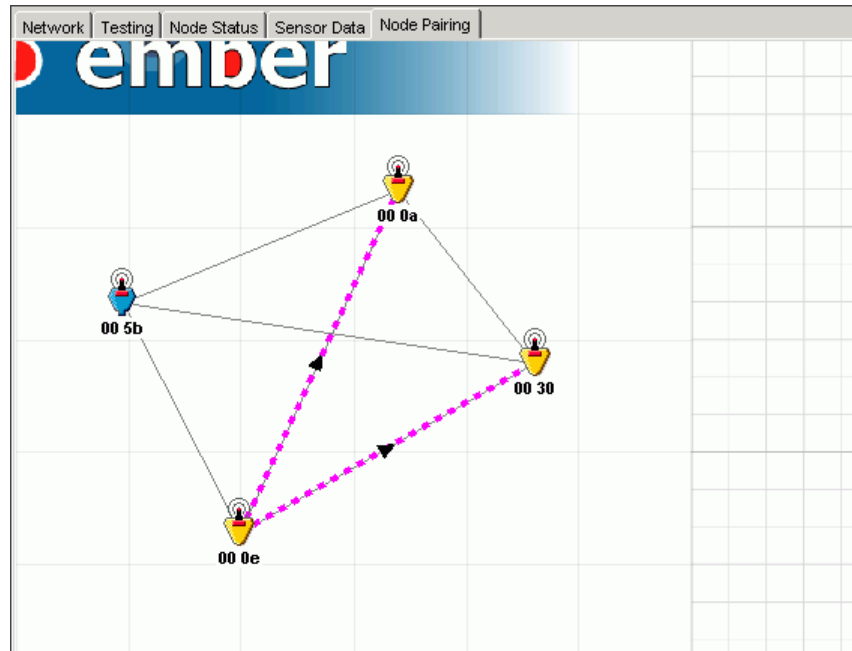 Network Testing Node Status Sensor Data Node Pairing
ember
00 0a
00 5b
00 30
00 0e